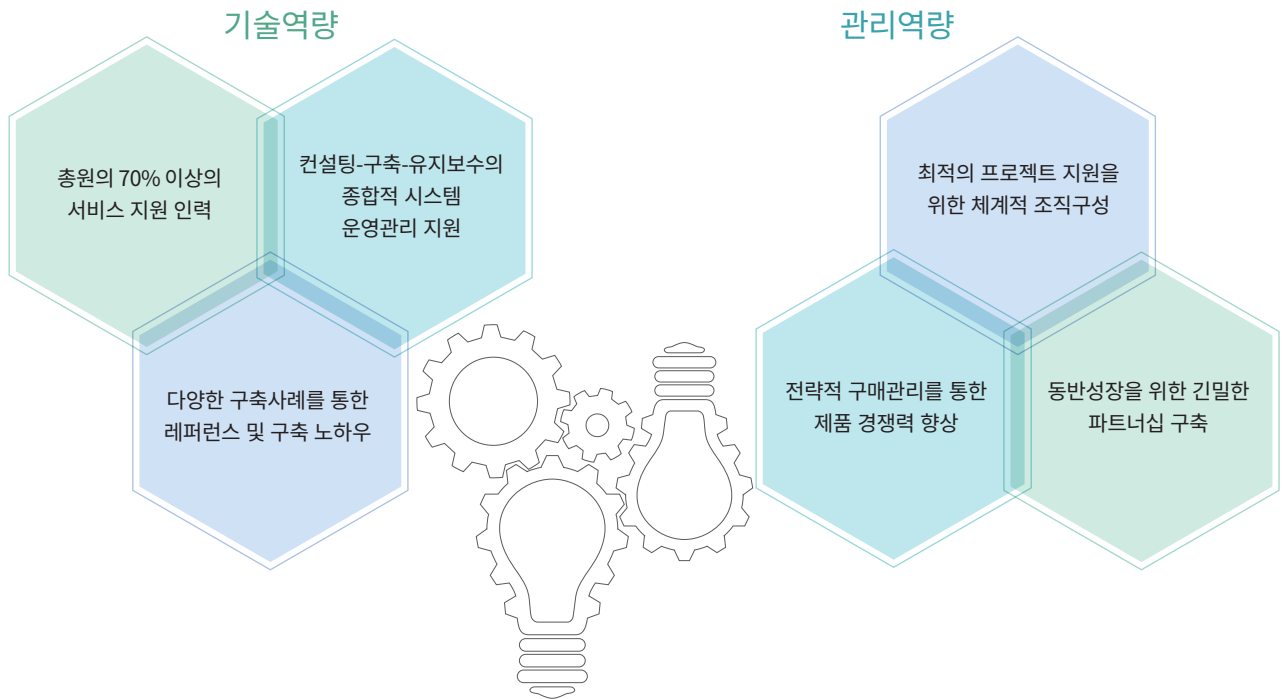 기술역량
총원의 70% 이상의
서비스 지원 인력
컨설팅-구축-유지보수의
종합적 시스템
운영관리 지원
다양한 구축사례를 통한
레퍼런스 및 구축 노하우
관리역량
최적의 프로젝트 지원을
위한 체계적 조직구성
전략적 구매관리를 통한
제품 경쟁력 향상
동반성장을 위한 긴밀한
파트너십 구축